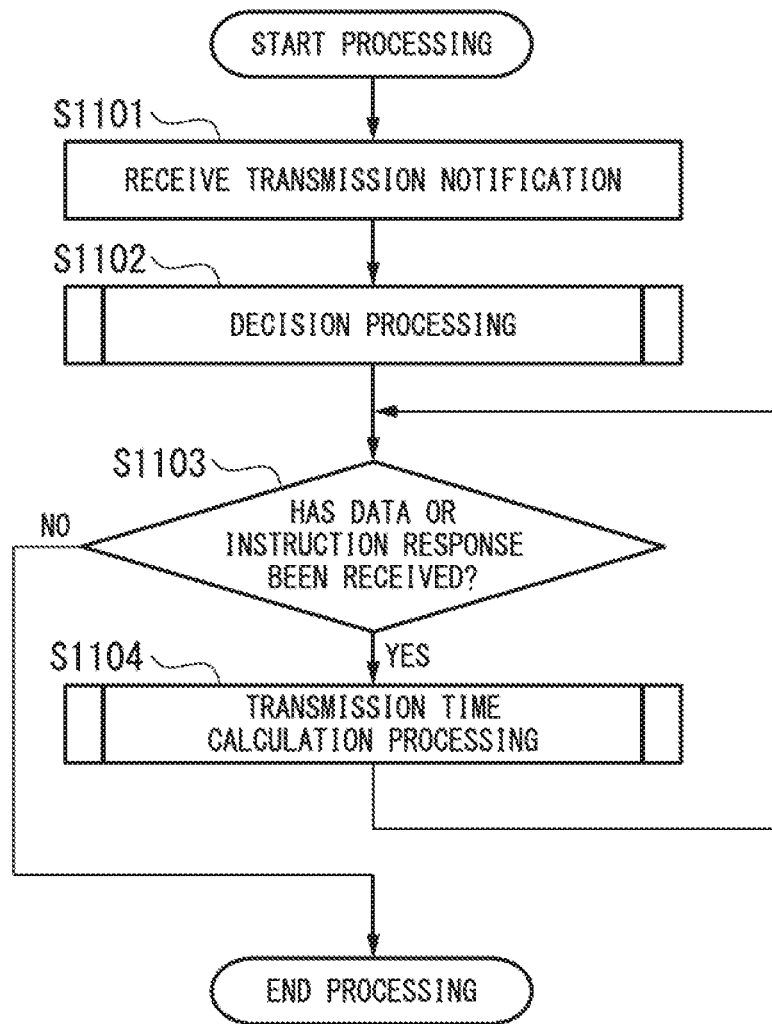 START PROCESSING
S1101
RECEIVE TRANSMISSION NOTIFICATION
S1102
DECISION PROCESSING
S1103
HAS DATA OR
INSTRUCTION RESPONSE
BEEN RECEIVED?
NO
YES
S1104
TRANSMISSION TIME
CALCULATION PROCESSING
END PROCESSING